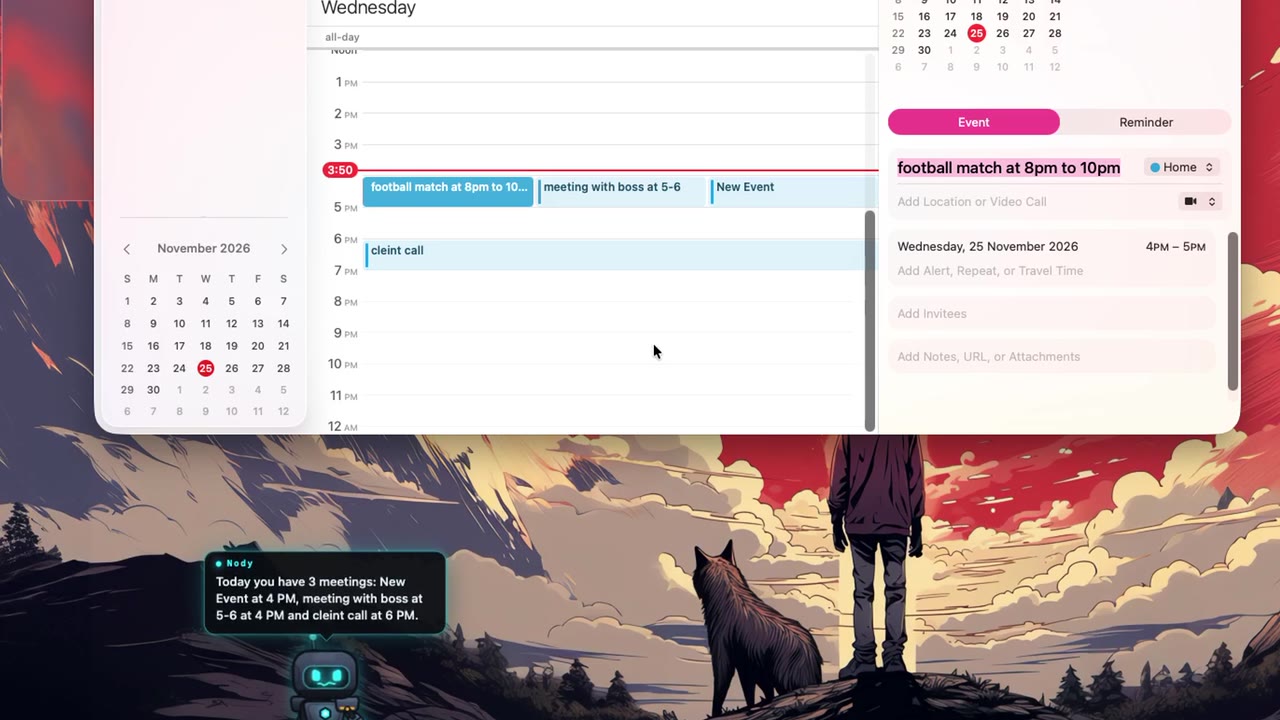 Wednesday
all-day
Noon
1 PM
2 PM
3 PM
3:50
football match at 8pm to 10...
meeting with boss at 5-6
New Event
5 PM
6 PM
cleint call
7 PM
8 PM
9 PM
10 PM
11 PM
12 AM
November 2026
S M T W T F S
1 2 3 4 5 6 7
8 9 10 11 12 13 14
15 16 17 18 19 20 21
22 23 24 25 26 27 28
29 30 1 2 3 4 5
6 7 8 9 10 11 12
8 9 10 11 12 13 14
15 16 17 18 19 20 21
22 23 24 25 26 27 28
29 30 1 2 3 4 5
6 7 8 9 10 11 12
Event Reminder
football match at 8pm to 10pm
Home
Add Location or Video Call
Wednesday, 25 November 2026 4PM – 5PM
Add Alert, Repeat, or Travel Time
Add Invitees
Add Notes, URL, or Attachments
Nody
Today you have 3 meetings: New
Event at 4 PM, meeting with boss at
5-6 at 4 PM and cleint call at 6 PM.